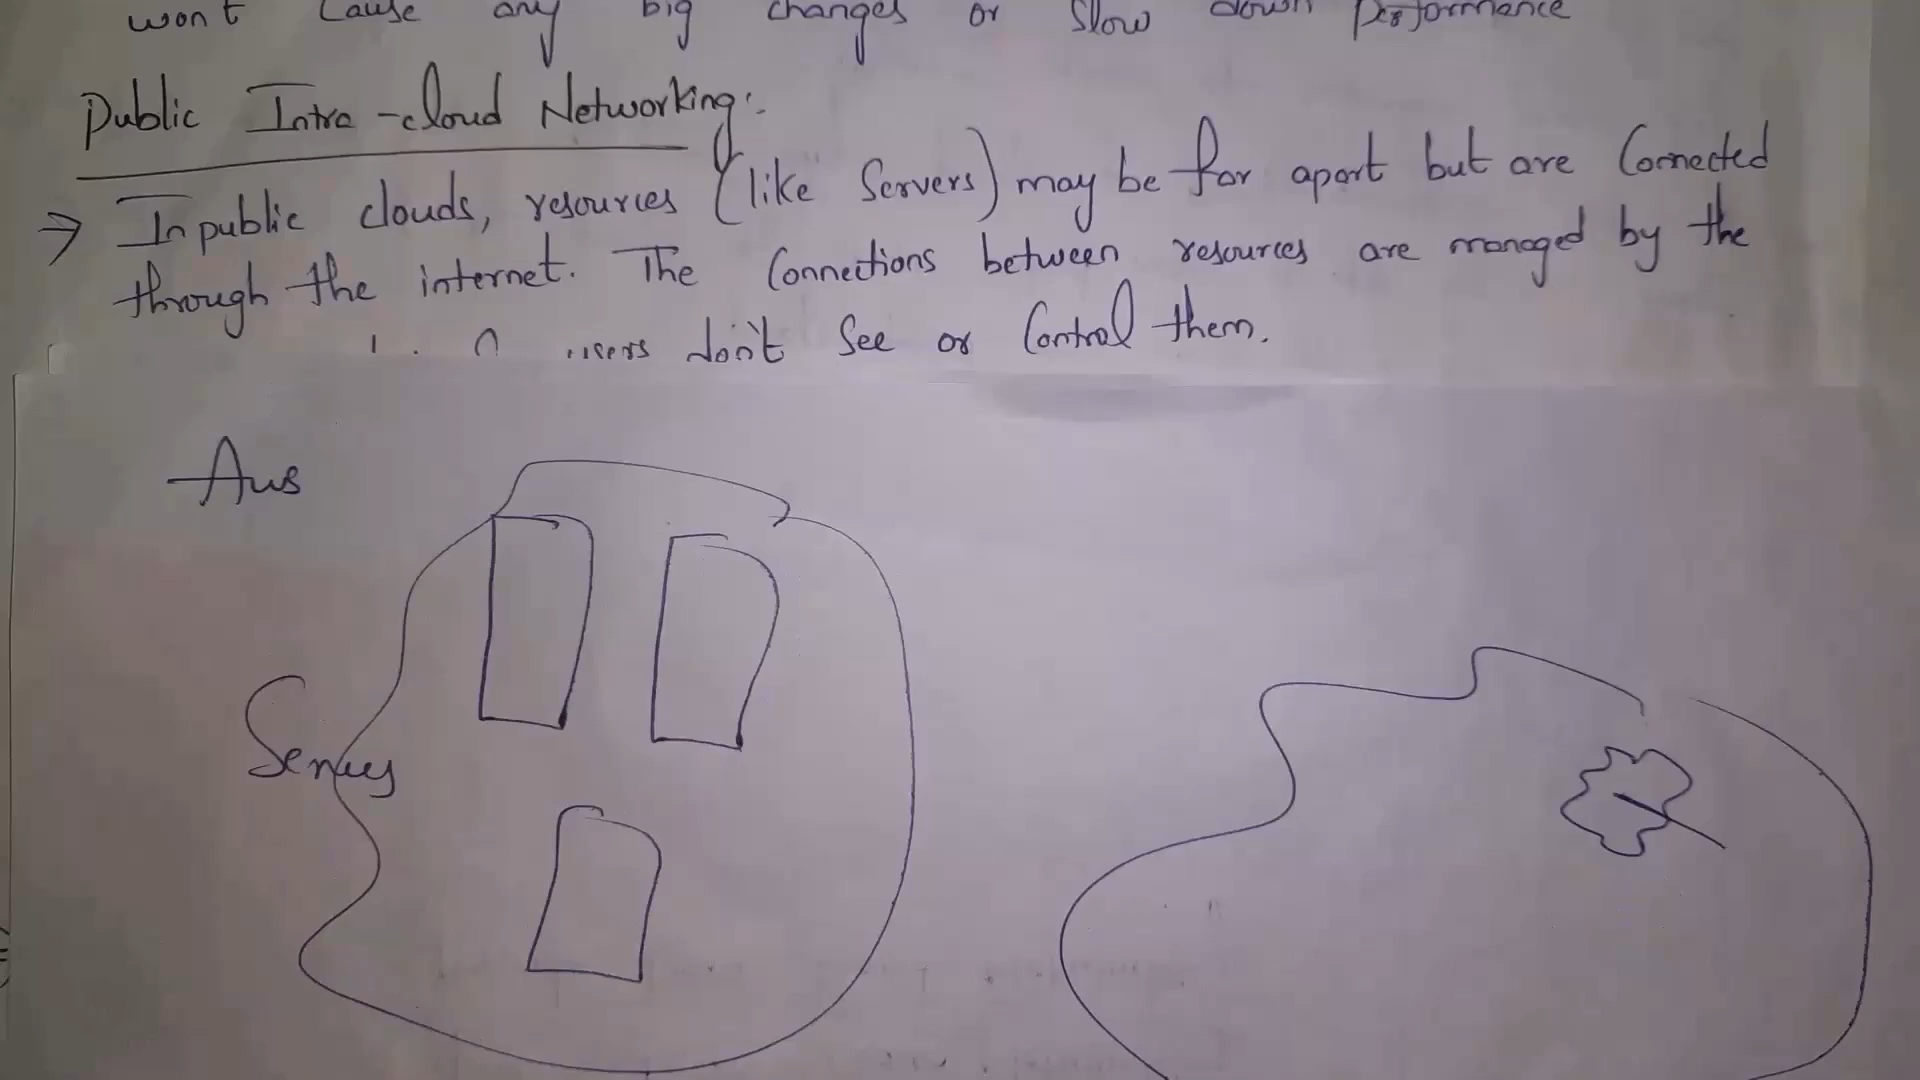 won't cause any big changes or slow down performance
Public Intra-cloud Networking:-
→ In public clouds, resources (like Servers) may be far apart but are Connected
through the internet. The Connections between resources are managed by the
users don't See or Control them.
Aws